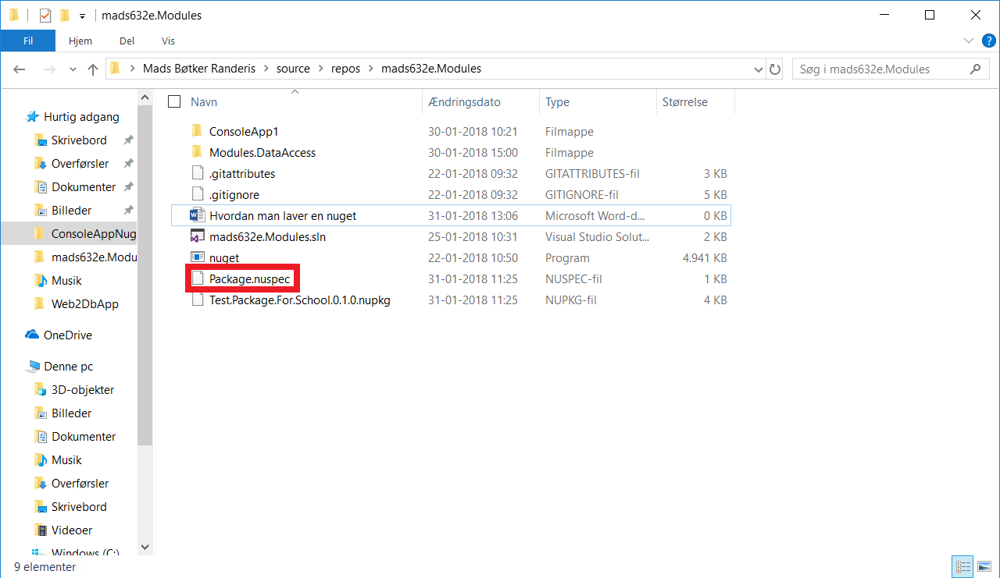 mads632e.Modules
Fil Hjem Del Vis
Mads Bøtker Randeris source repos mads632e.Modules Søg i mads632e.Modules
Hurtig adgang
Skrivebord
Overførsler
Dokumenter
Billeder
ConsoleAppNug
mads632e.Modu
Musik
Web2DbApp
OneDrive
Denne pc
3D-objekter
Billeder
Dokumenter
Musik
Overførsler
Skrivebord
Videoer
Windows (C:)
Navn Ændringsdato Type Størrelse
ConsoleApp1 30-01-2018 10:21 Filmappe
Modules.DataAccess 30-01-2018 15:00 Filmappe
.gitattributes 22-01-2018 09:32 GITATTRIBUTES-fil 3 KB
.gitignore 22-01-2018 09:32 GITIGNORE-fil 5 KB
Hvordan man laver en nuget 31-01-2018 13:06 Microsoft Word-d... 0 KB
mads632e.Modules.sln 25-01-2018 10:31 Visual Studio Solut... 2 KB
nuget 22-01-2018 10:50 Program 4.941 KB
Package.nuspec 31-01-2018 11:25 NUSPEC-fil 1 KB
Test.Package.For.School.0.1.0.nupkg 31-01-2018 11:25 NUPKG-fil 4 KB
9 elementer